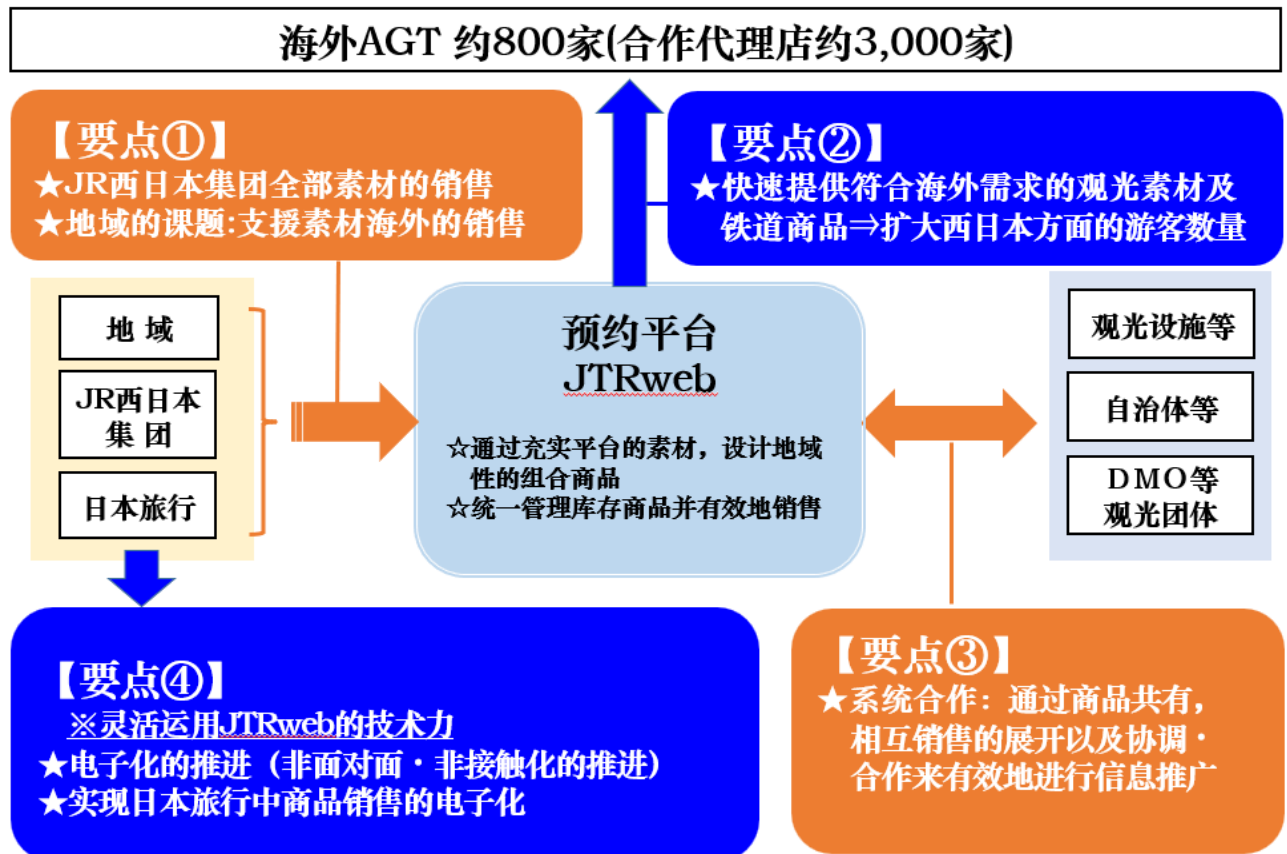 海外AGT 约800家(合作代理店约3,000家)
【要点①】
★JR西日本集团全部素材的销售
★地域的课题:支援素材海外的销售
【要点②】
★快速提供符合海外需求的观光素材及
铁道商品⇒扩大西日本方面的游客数量
地 域
JR西日本
集 团
日本旅行
预约平台
JTRweb
☆通过充实平台的素材，设计地域
性的组合商品
☆统一管理库存商品并有效地销售
观光设施等
自治体等
ＤＭＯ等
观光团体
【要点④】
※灵活运用JTRweb的技术力
★电子化的推进（非面对面・非接触化的推进）
★实现日本旅行中商品销售的电子化
【要点③】
★系统合作：通过商品共有，
相互销售的展开以及协调・
合作来有效地进行信息推广